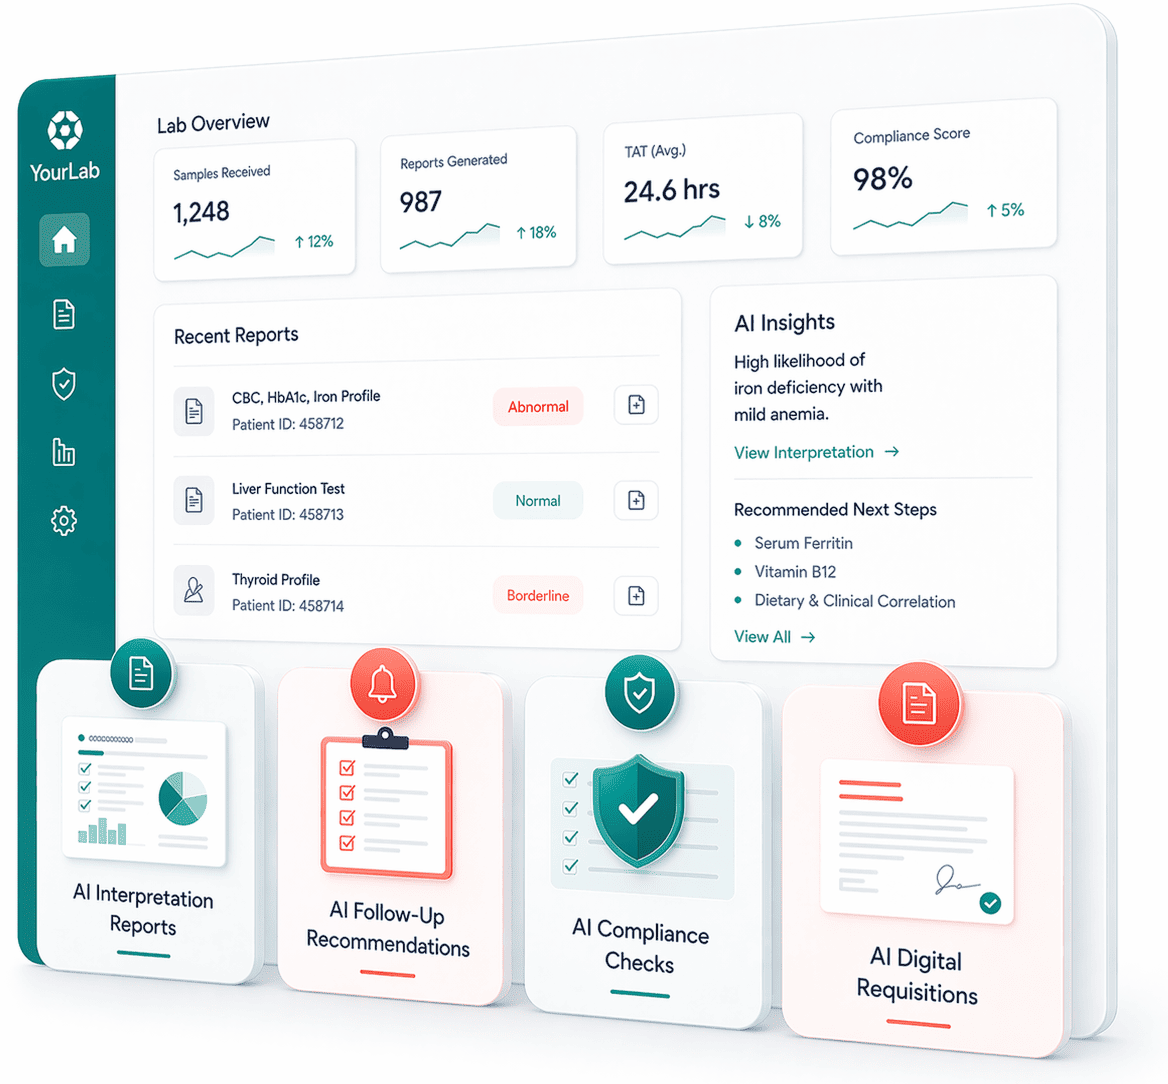 YourLab
Lab Overview
Samples Received
1,248
↑ 12%
Reports Generated
987
↑ 18%
TAT (Avg.)
24.6 hrs
↓ 8%
Compliance Score
98%
↑ 5%
Recent Reports
CBC, HbA1c, Iron Profile
Patient ID: 458712
Abnormal
Liver Function Test
Patient ID: 458713
Normal
Thyroid Profile
Patient ID: 458714
Borderline
AI Insights
High likelihood of
iron deficiency with
mild anemia.
View Interpretation →
Recommended Next Steps
• Serum Ferritin
• Vitamin B12
• Dietary & Clinical Correlation
View All →
AI Interpretation
Reports
AI Follow-Up
Recommendations
AI Compliance
Checks
AI Digital
Requisitions